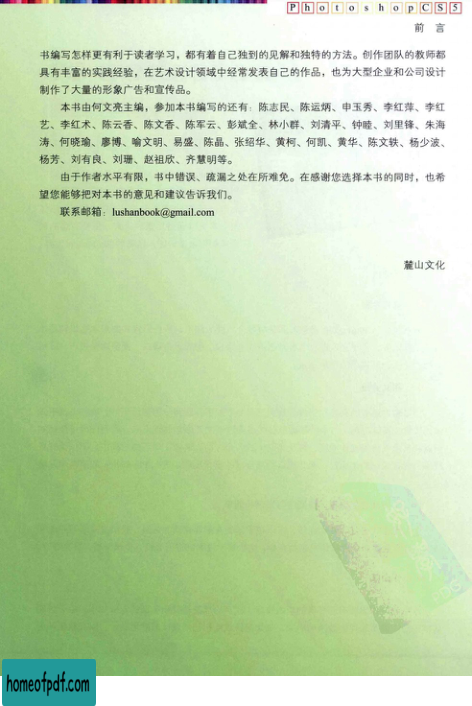 PhotoshopCS5
前 言
书编写怎样更有利于读者学习，都有着自己独到的见解和独特的方法。创作团队的教师都
具有丰富的实践经验，在艺术设计领域中经常发表自己的作品，也为大型企业和公司设计
制作了大量的形象广告和宣传品。
本书由何文亮主编，参加本书编写的还有：陈志民、陈运炳、申玉秀、李红萍、李红
艺、李红术、陈云香、陈文香、陈军云、彭斌全、林小群、刘清平、钟睦、刘里锋、朱海
涛、何晓瑜、廖博、喻文明、易盛、陈晶、张绍华、黄柯、何凯、黄华、陈文轶、杨少波、
杨芳、刘有良、刘珊、赵祖欣、齐慧明等。
由于作者水平有限，书中错误、疏漏之处在所难免。在感谢您选择本书的同时，也希
望您能够把对本书的意见和建议告诉我们。
联系邮箱：lushanbook@gmail.com
麓山文化
homeofpdf.com